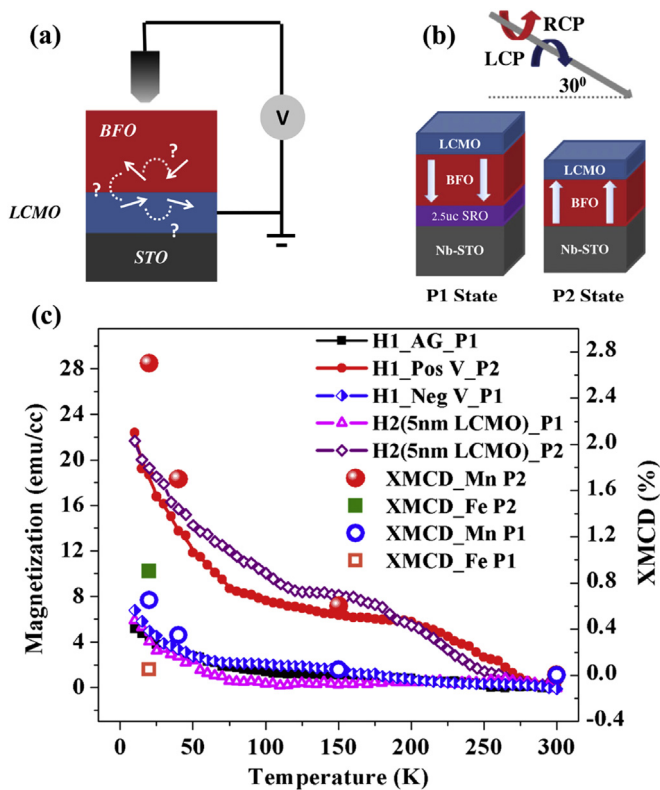 (a)
V
BFO
?
?
?
LCMO
STO
(b)
RCP
LCP
30⁰
LCMO
BFO
2.5uc SRO
Nb-STO
P1 State
LCMO
BFO
Nb-STO
P2 State
(c)
H1_AG_P1
H1_Pos V_P2
H1_Neg V_P1
H2(5nm LCMO)_P1
H2(5nm LCMO)_P2
XMCD_Mn P2
XMCD_Fe P2
XMCD_Mn P1
XMCD_Fe P1
Magnetization (emu/cc)
28
24
20
16
12
8
4
0
XMCD (%)
2.8
2.4
2.0
1.6
1.2
0.8
0.4
0.0
-0.4
0 50 100 150 200 250 300
Temperature (K)